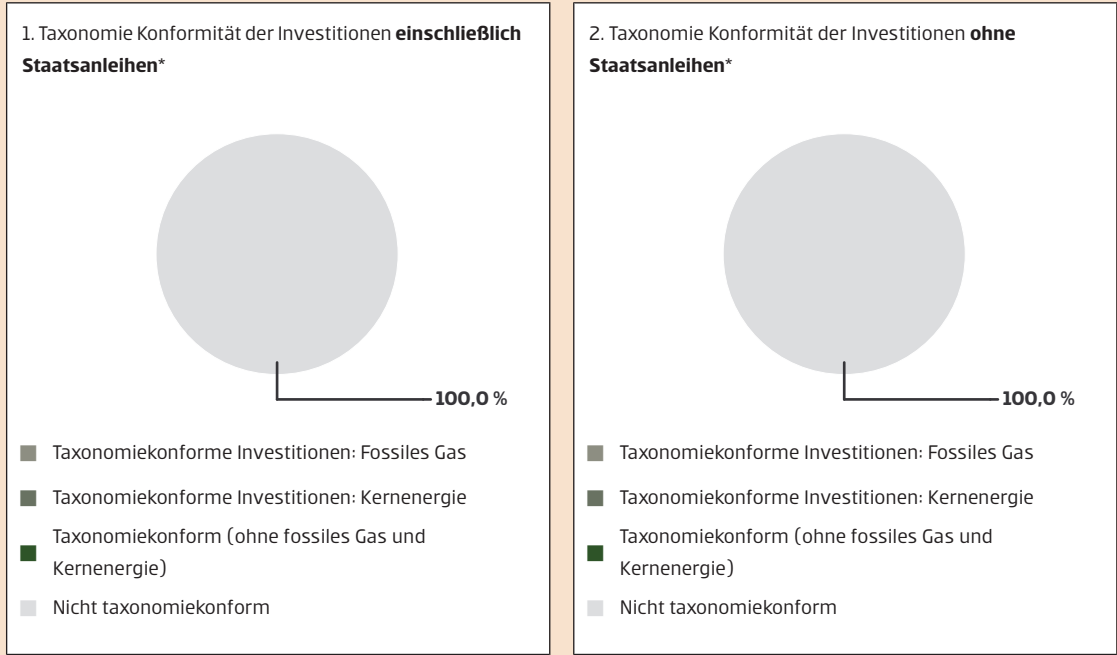 1. Taxonomie Konformität der Investitionen einschließlich
Staatsanleihen*
100,0 %
Taxonomiekonforme Investitionen: Fossiles Gas
Taxonomiekonforme Investitionen: Kernenergie
Taxonomiekonform (ohne fossiles Gas und
Kernenergie)
Nicht taxonomiekonform
2. Taxonomie Konformität der Investitionen ohne
Staatsanleihen*
100,0 %
Taxonomiekonforme Investitionen: Fossiles Gas
Taxonomiekonforme Investitionen: Kernenergie
Taxonomiekonform (ohne fossiles Gas und
Kernenergie)
Nicht taxonomiekonform